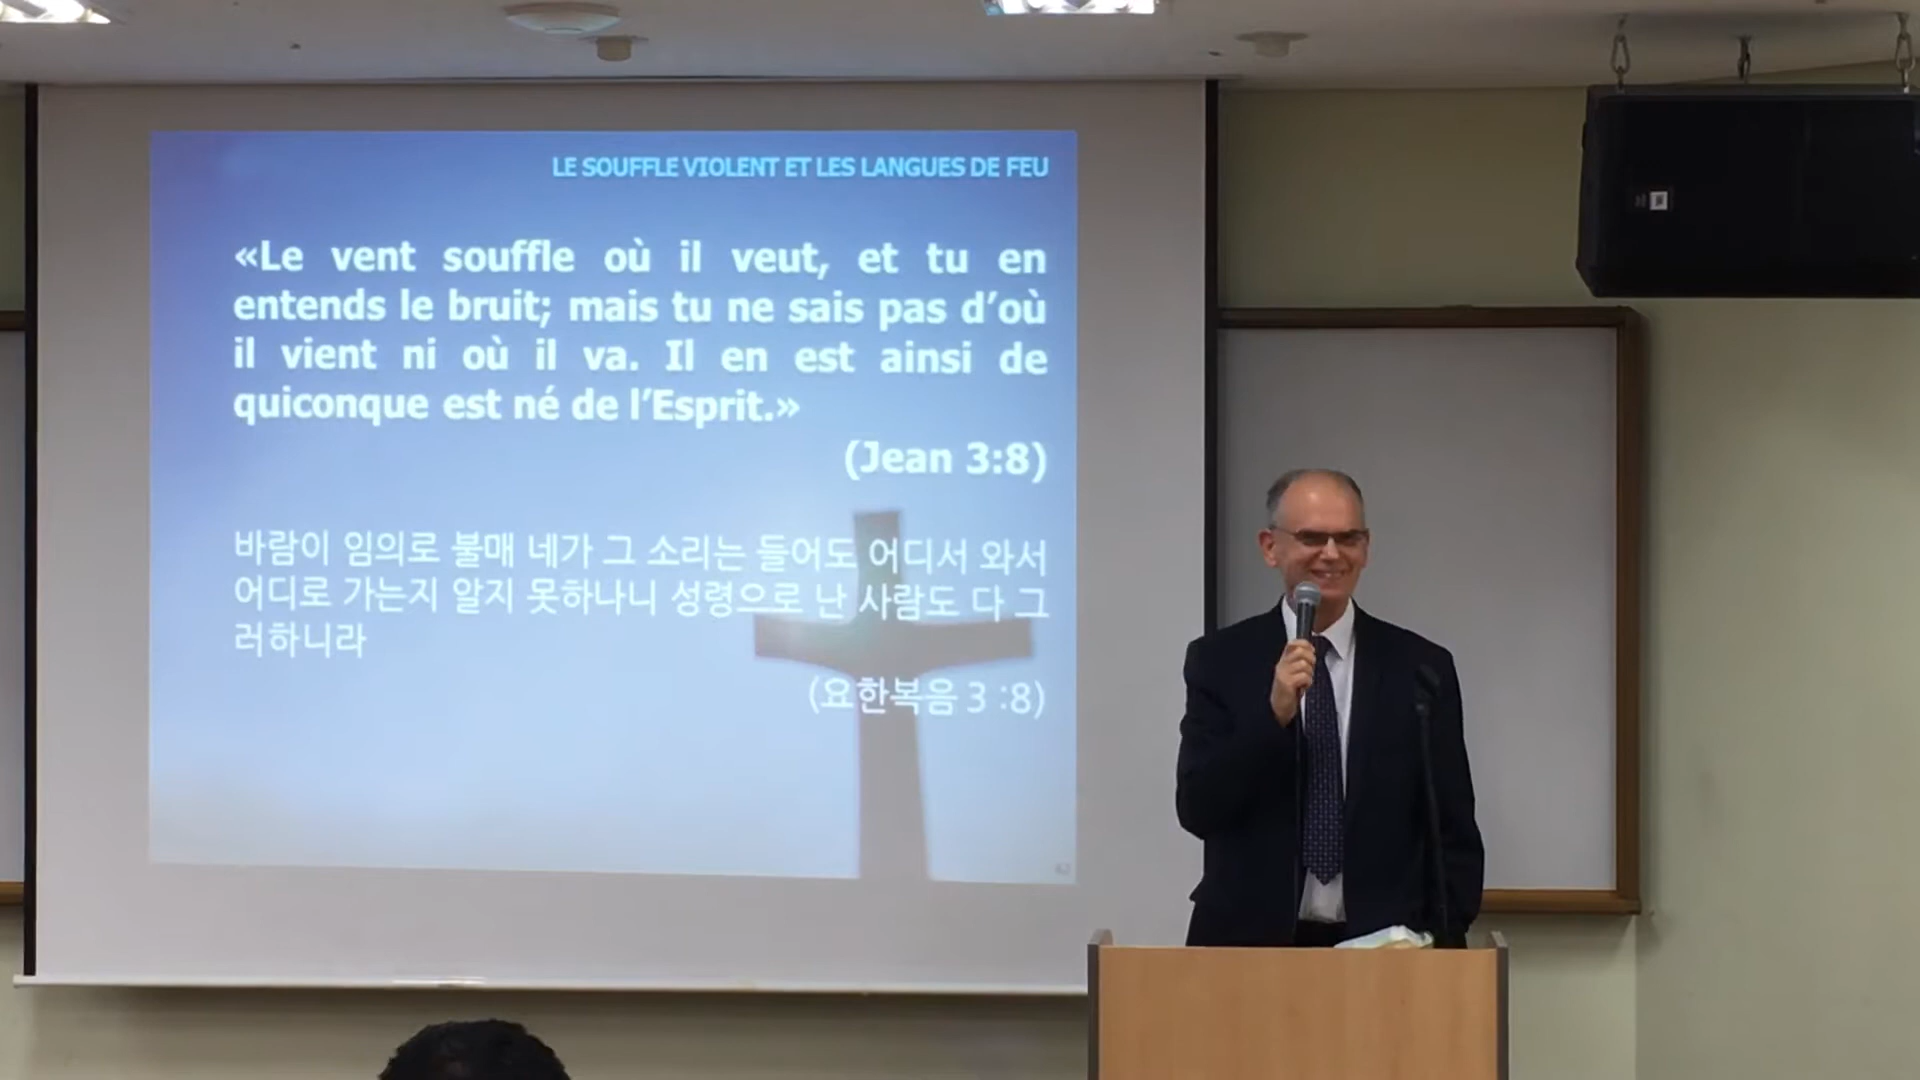 LE SOUFFLE VIOLENT ET LES LANGUES DE FEU
«Le vent souffle où il veut, et tu en
entends le bruit; mais tu ne sais pas d’où
il vient ni où il va. Il en est ainsi de
quiconque est né de l’Esprit.»
(Jean 3:8)
바람이 임의로 불매 네가 그 소리는 들어도 어디서 와서
어디로 가는지 알지 못하나니 성령으로 난 사람도 다 그
러하니라
(요한복음 3 :8)